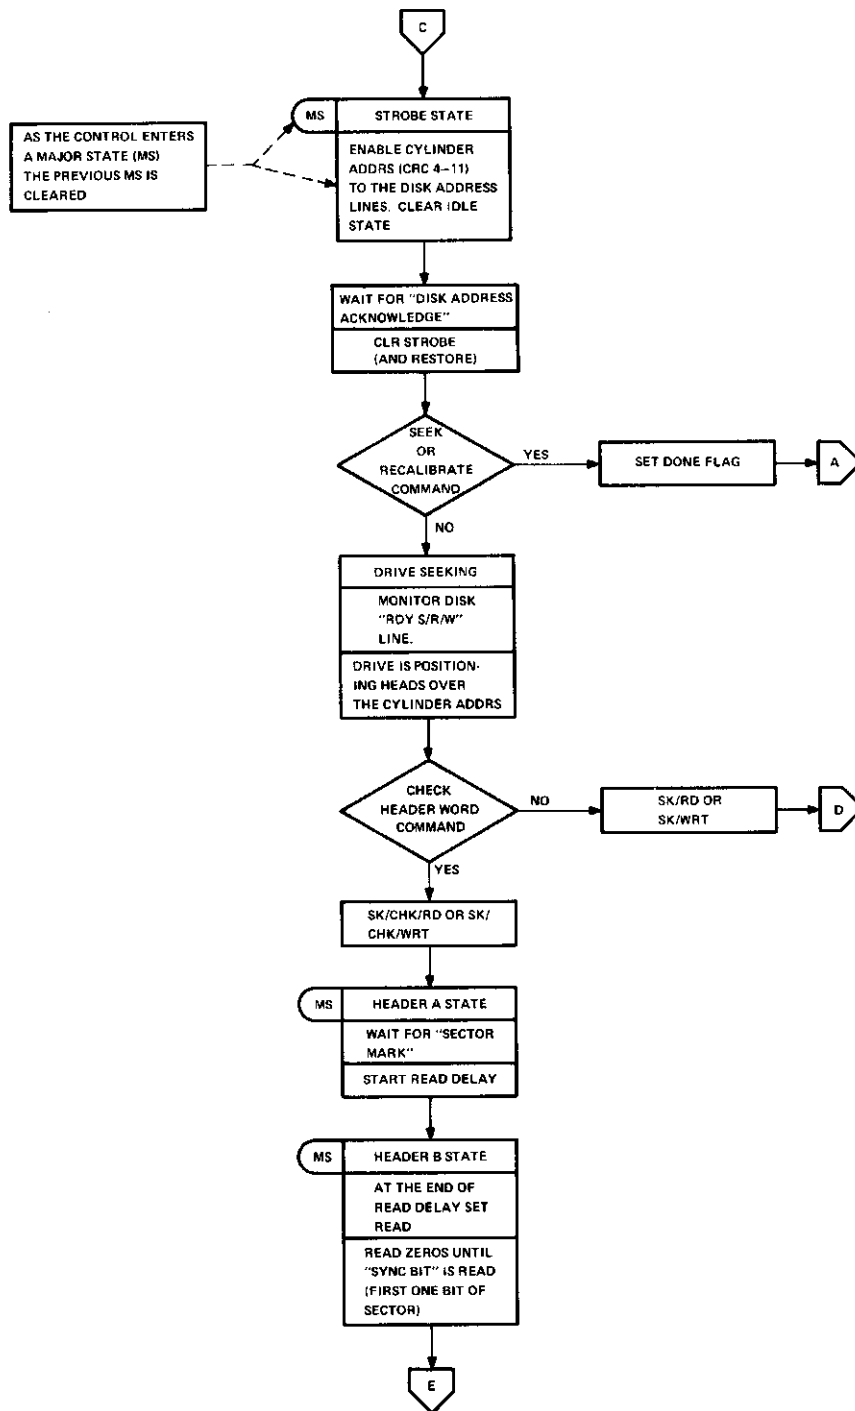 C
MS
STROBE STATE
AS THE CONTROL ENTERS
A MAJOR STATE (MS)
THE PREVIOUS MS IS
CLEARED
ENABLE CYLINDER
ADDRS (CRC 4-11)
TO THE DISK ADDRESS
LINES. CLEAR IDLE
STATE
WAIT FOR "DISK ADDRESS
ACKNOWLEDGE"
CLR STROBE
(AND RESTORE)
SEEK
OR
RECALIBRATE
COMMAND
YES
SET DONE FLAG
A
NO
DRIVE SEEKING
MONITOR DISK
"RDY S/R/W"
LINE.
DRIVE IS POSITION-
ING HEADS OVER
THE CYLINDER ADDRS
CHECK
HEADER WORD
COMMAND
NO
SK/RD OR
SK/WRT
D
YES
SK/CHK/RD OR SK/
CHK/WRT
MS
HEADER A STATE
WAIT FOR "SECTOR
MARK"
START READ DELAY
MS
HEADER B STATE
AT THE END OF
READ DELAY SET
READ
READ ZEROS UNTIL
"SYNC BIT" IS READ
(FIRST ONE BIT OF
SECTOR)
E